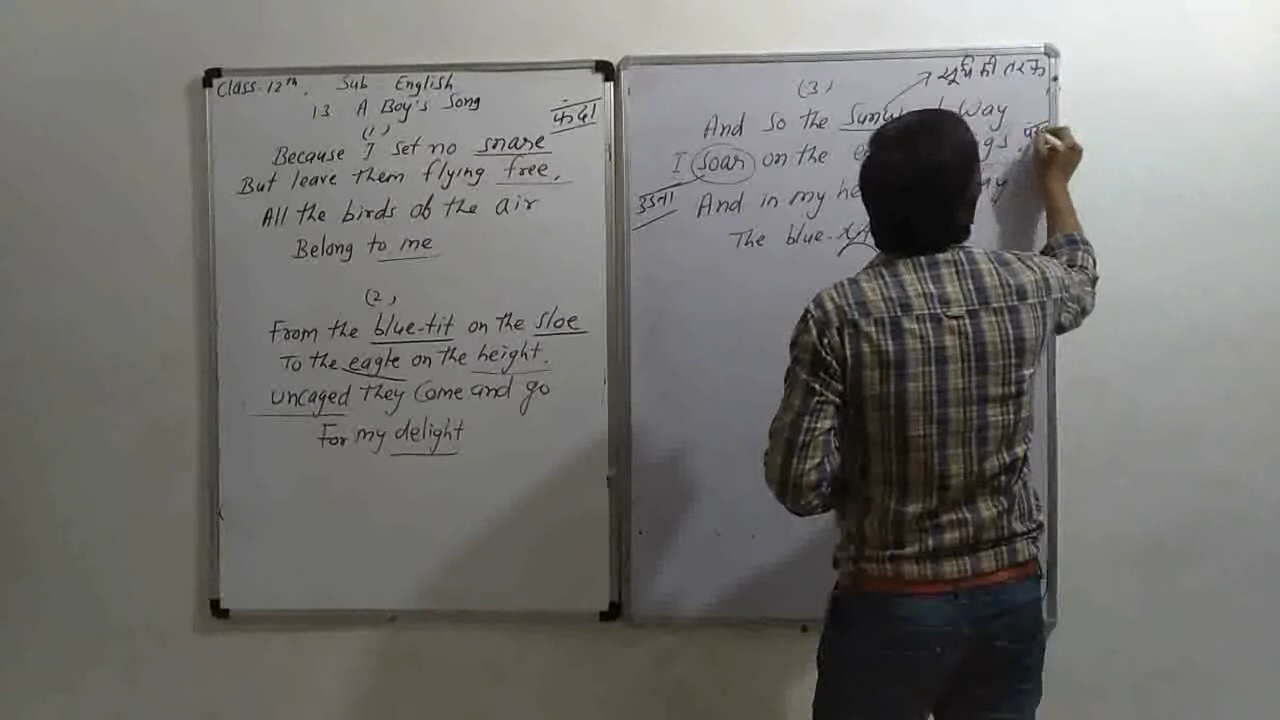 Class-12th. Sub - English
13 A Boy's Song
फंदा
(1)
Because I set no snare
But leave them flying free.
All the birds of the air
Belong to me
(2)
From the blue-tit on the sloe
To the eagle on the height.
uncaged they Come and go
For my delight
(3)
सूर्य की तरफ
And so the Way
I soar on the
उड़ना
And in my
The blue-